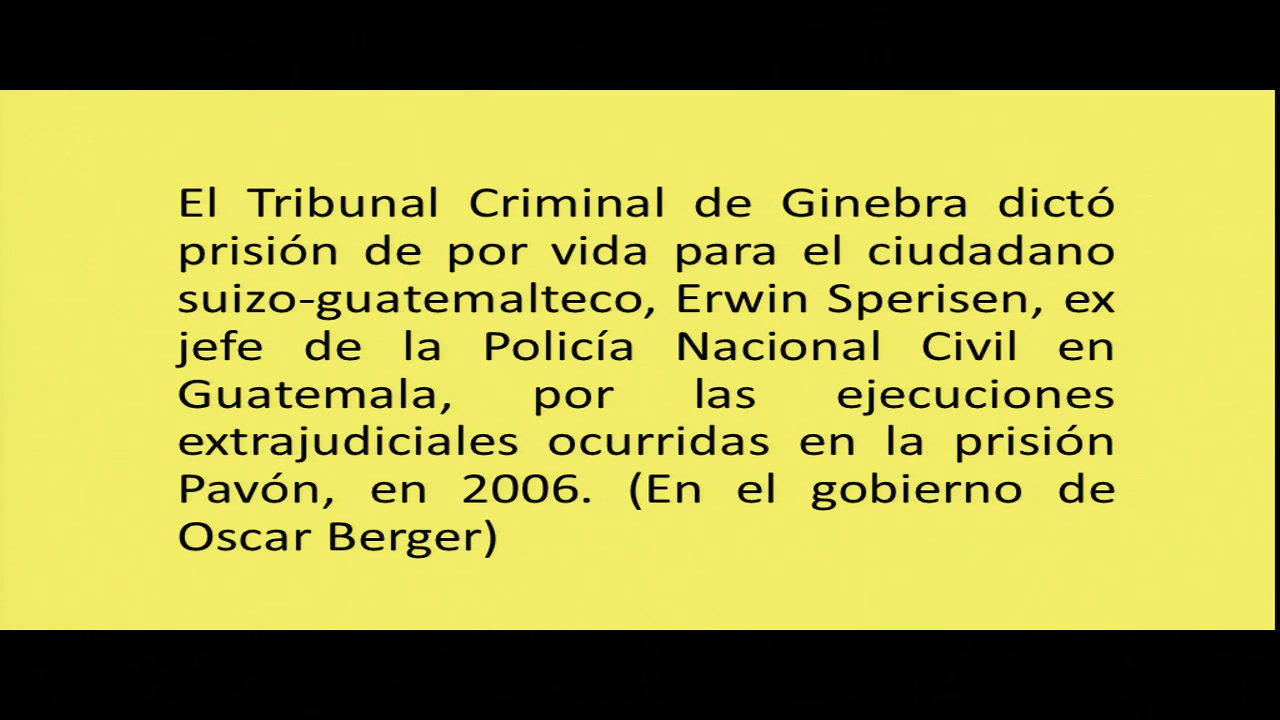 El Tribunal Criminal de Ginebra dictó
prisión de por vida para el ciudadano
suizo-guatemalteco, Erwin Sperisen, ex
jefe de la Policía Nacional Civil en
Guatemala, por las ejecuciones
extrajudiciales ocurridas en la prisión
Pavón, en 2006. (En el gobierno de
Oscar Berger)